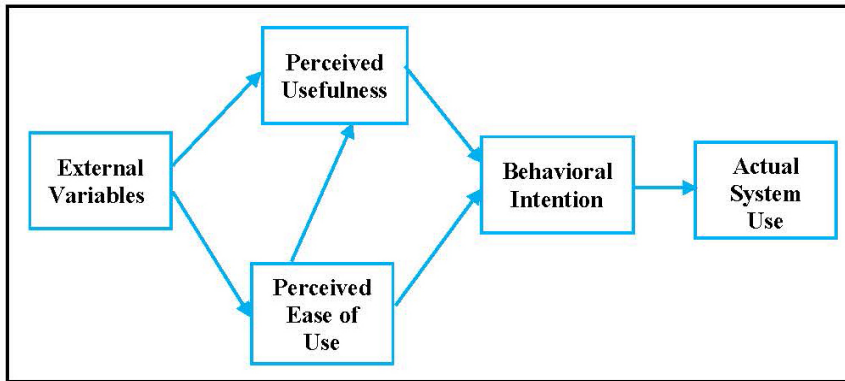 Perceived
Usefulness
External
Variables
Behavioral
Intention
Actual
System
Use
Perceived
Ease of
Use